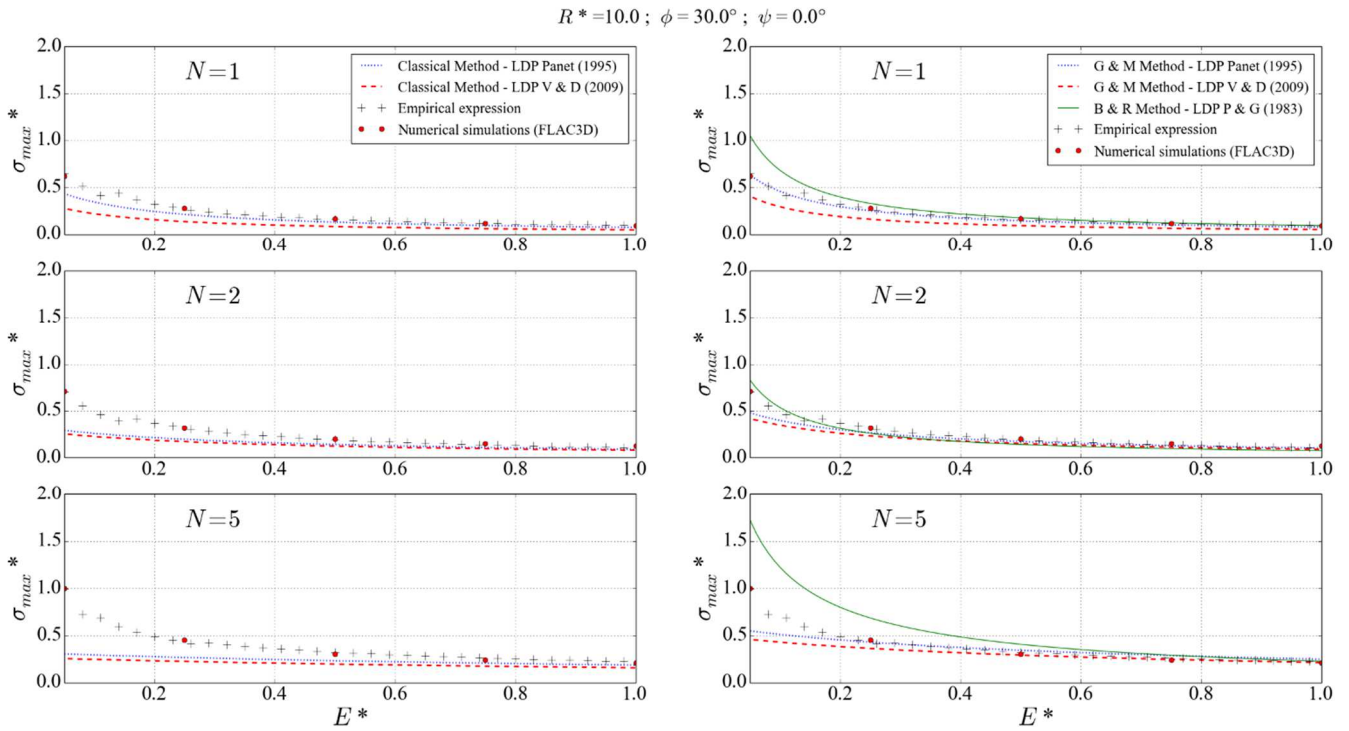 R* =10.0 ; ϕ =30.0° ; ψ =0.0°
N=1
Classical Method - LDP Panet (1995)
Classical Method - LDP V & D (2009)
Empirical expression
Numerical simulations (FLAC3D)
σmax*
2.0
1.5
1.0
0.5
0.0
0.2 0.4 0.6 0.8 1.0
N=1
G & M Method - LDP Panet (1995)
G & M Method - LDP V & D (2009)
B & R Method - LDP P & G (1983)
Empirical expression
Numerical simulations (FLAC3D)
σmax*
2.0
1.5
1.0
0.5
0.0
0.2 0.4 0.6 0.8 1.0
N=2
σmax*
2.0
1.5
1.0
0.5
0.0
0.2 0.4 0.6 0.8 1.0
N=2
σmax*
2.0
1.5
1.0
0.5
0.0
0.2 0.4 0.6 0.8 1.0
N=5
σmax*
2.0
1.5
1.0
0.5
0.0
0.2 0.4 0.6 0.8 1.0
E*
N=5
σmax*
2.0
1.5
1.0
0.5
0.0
0.2 0.4 0.6 0.8 1.0
E*